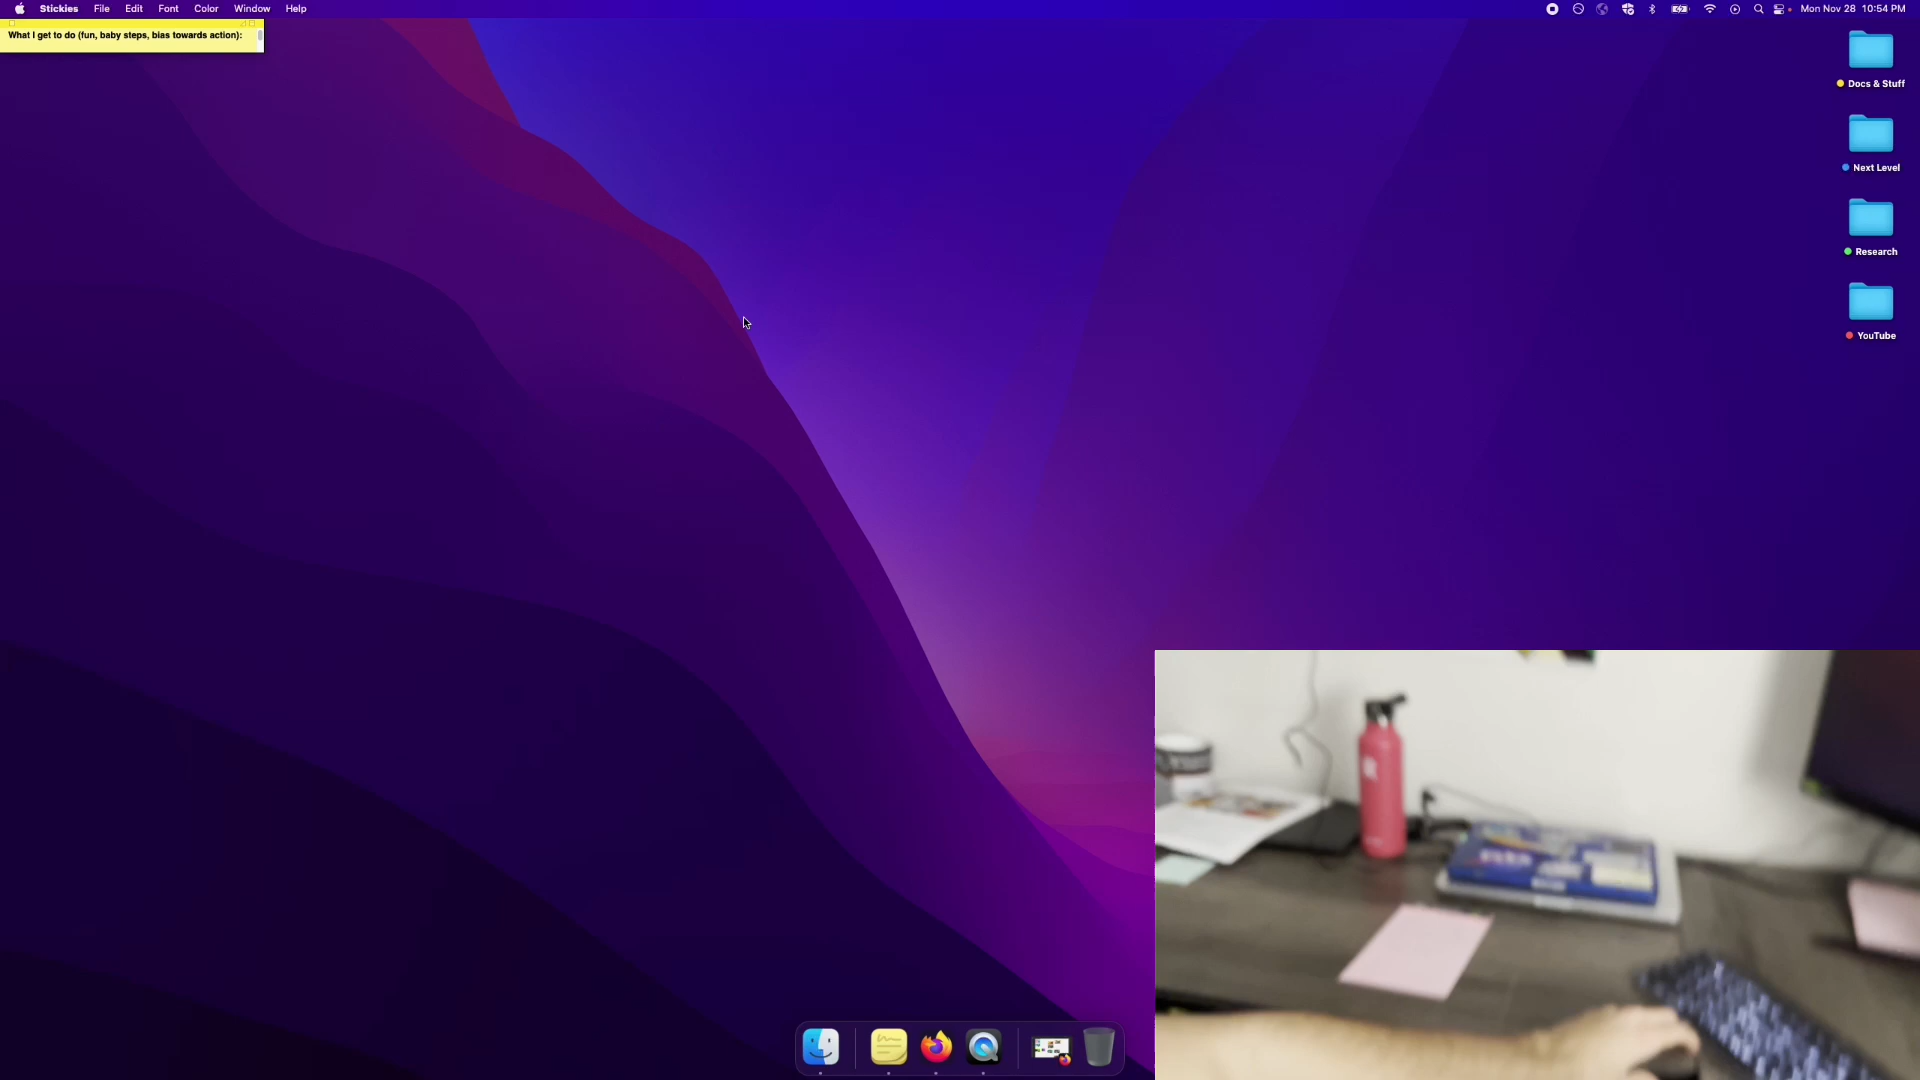 Stickies File Edit Font Color Window Help Mon Nov 28 10:54 PM
What I get to do (fun, baby steps, bias towards action):
Docs & Stuff
Next Level
Research
YouTube